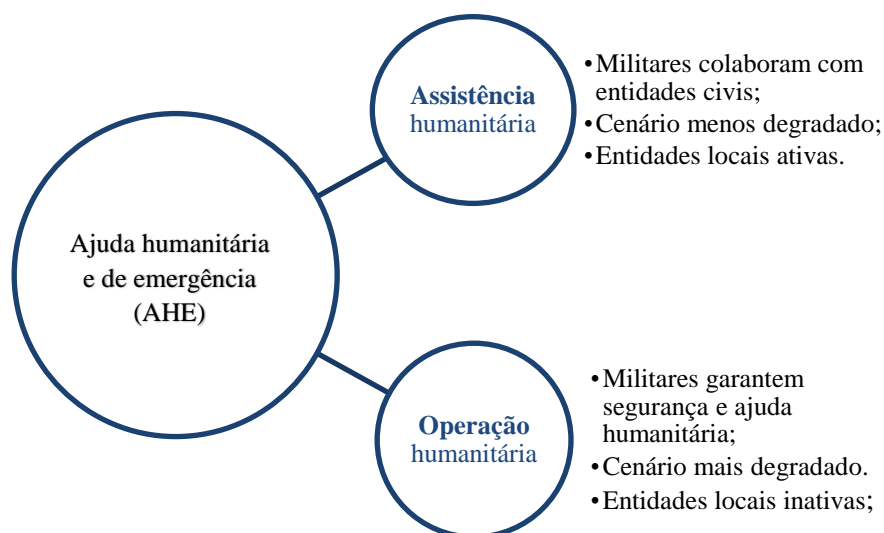 Ajuda humanitária
e de emergência
(AHE)
Assistência
humanitária
•Militares colaboram com
entidades civis;
•Cenário menos degradado;
•Entidades locais ativas.
Operação
humanitária
•Militares garantem
segurança e ajuda
humanitária;
•Cenário mais degradado.
•Entidades locais inativas;